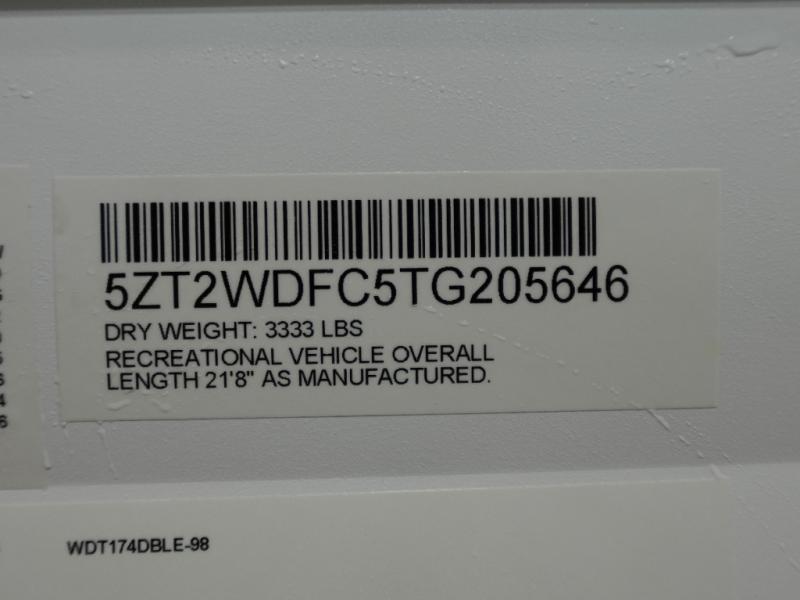 5ZT2WDFC5TG205646
DRY WEIGHT: 3333 LBS
RECREATIONAL VEHICLE OVERALL
LENGTH 21'8" AS MANUFACTURED.
WDT174DBLE-98